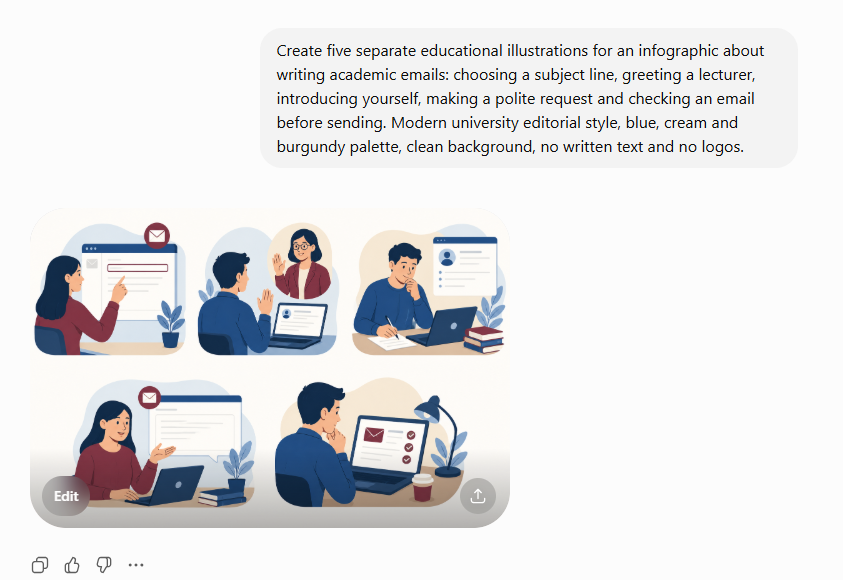 Create five separate educational illustrations for an infographic about
writing academic emails: choosing a subject line, greeting a lecturer,
introducing yourself, making a polite request and checking an email
before sending. Modern university editorial style, blue, cream and
burgundy palette, clean background, no written text and no logos.
Edit